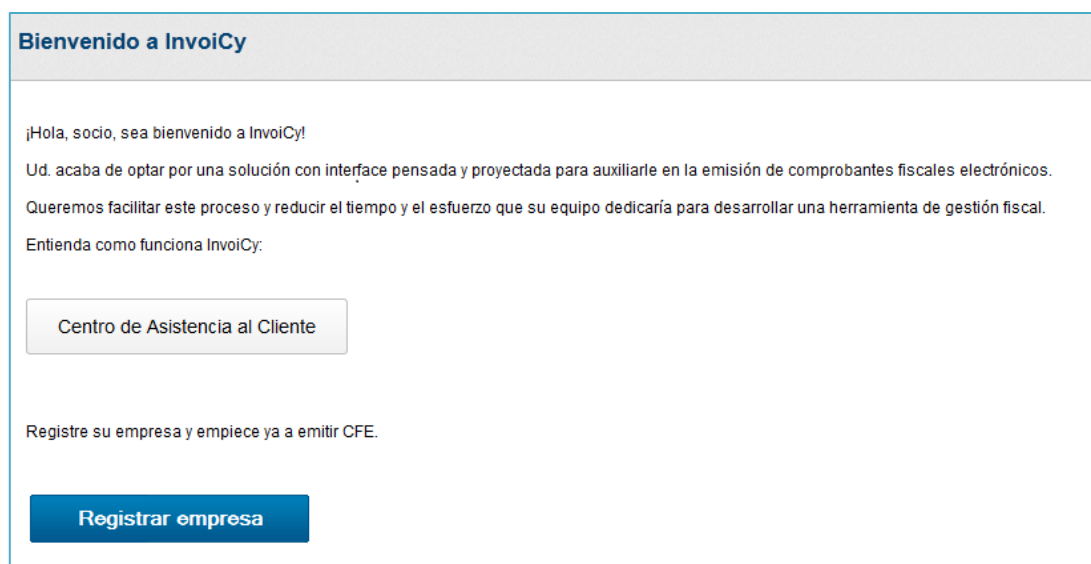 Bienvenido a InvoiCy
¡Hola, socio, sea bienvenido a InvoiCy!
Ud. acaba de optar por una solución con interface pensada y proyectada para auxiliarle en la emisión de comprobantes fiscales electrónicos.
Queremos facilitar este proceso y reducir el tiempo y el esfuerzo que su equipo dedicaría para desarrollar una herramienta de gestión fiscal.
Entienda como funciona InvoiCy:
Centro de Asistencia al Cliente
Registre su empresa y empiece ya a emitir CFE.
Registrar empresa